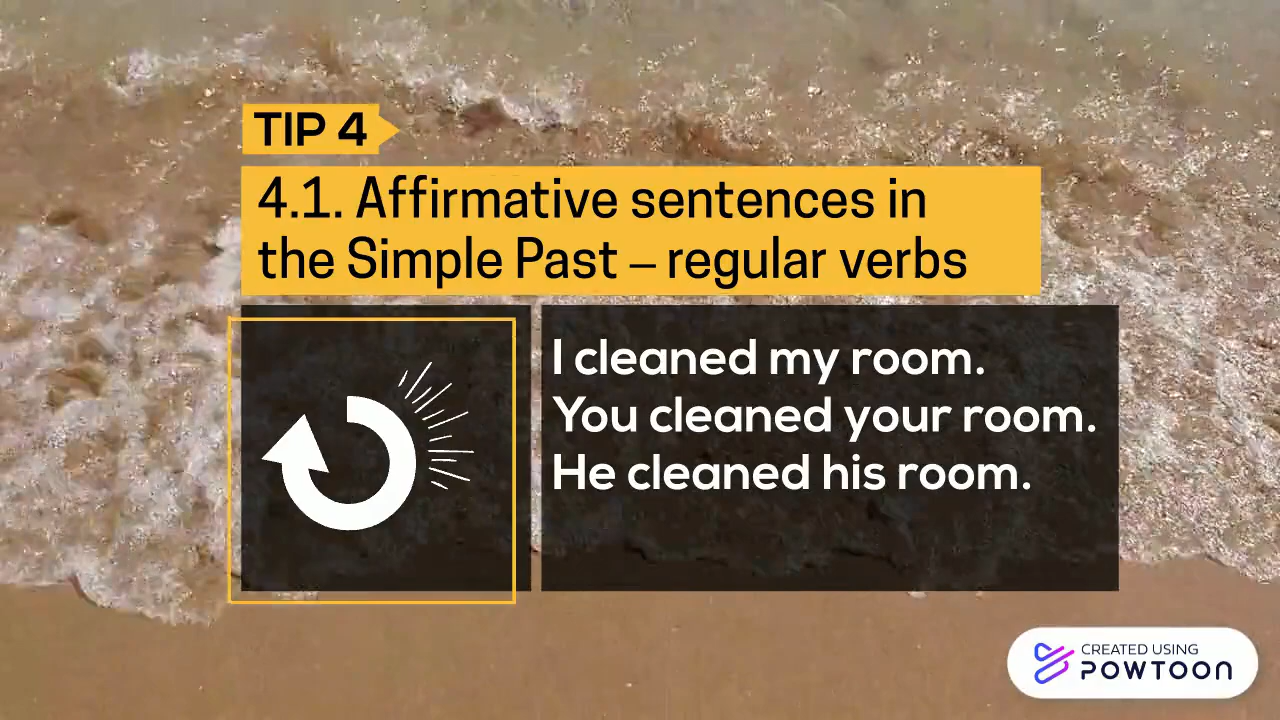 TIP 4
4.1. Affirmative sentences in
the Simple Past – regular verbs
I cleaned my room.
You cleaned your room.
He cleaned his room.
CREATED USING
POWTOON